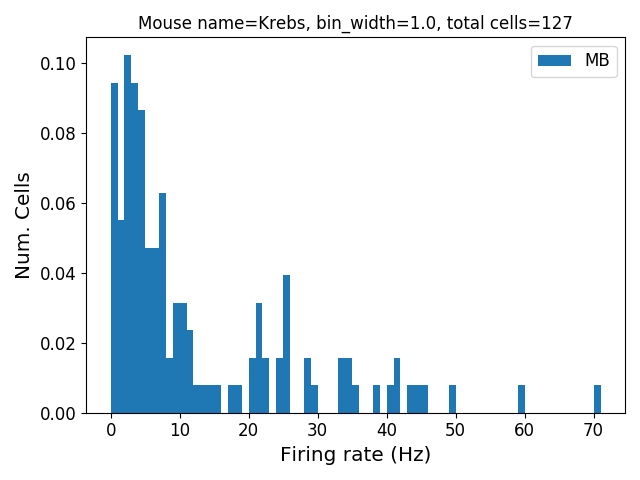 Mouse name=Krebs, bin_width=1.0, total cells=127
MB
Num. Cells
0.10
0.08
0.06
0.04
0.02
0.00
0 10 20 30 40 50 60 70
Firing rate (Hz)